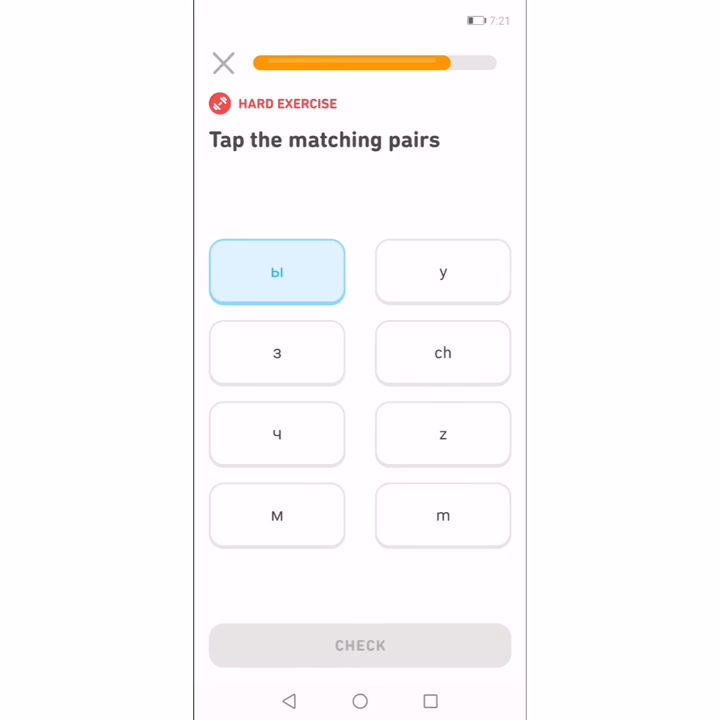 7:21
HARD EXERCISE
Tap the matching pairs
ы y
з ch
ч z
м m
CHECK